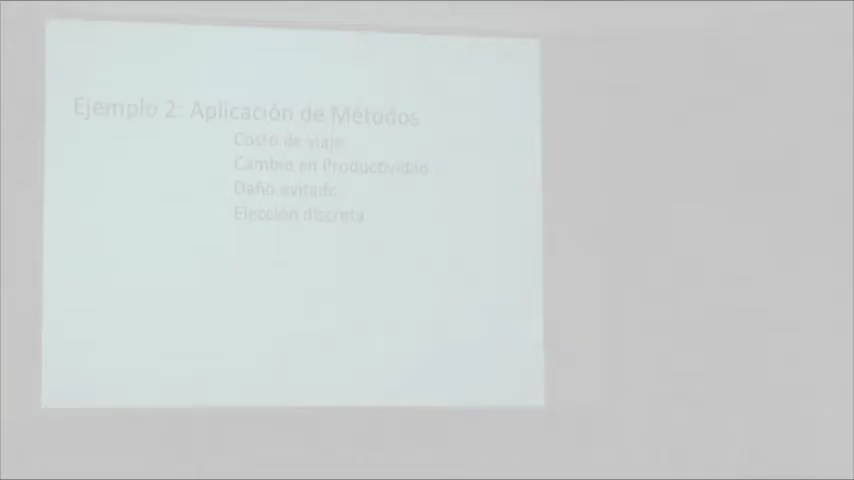 Ejemplo 2: Aplicación de Métodos
Costo de viaje
Cambio en Productividad
Daño evitado
Elección discreta